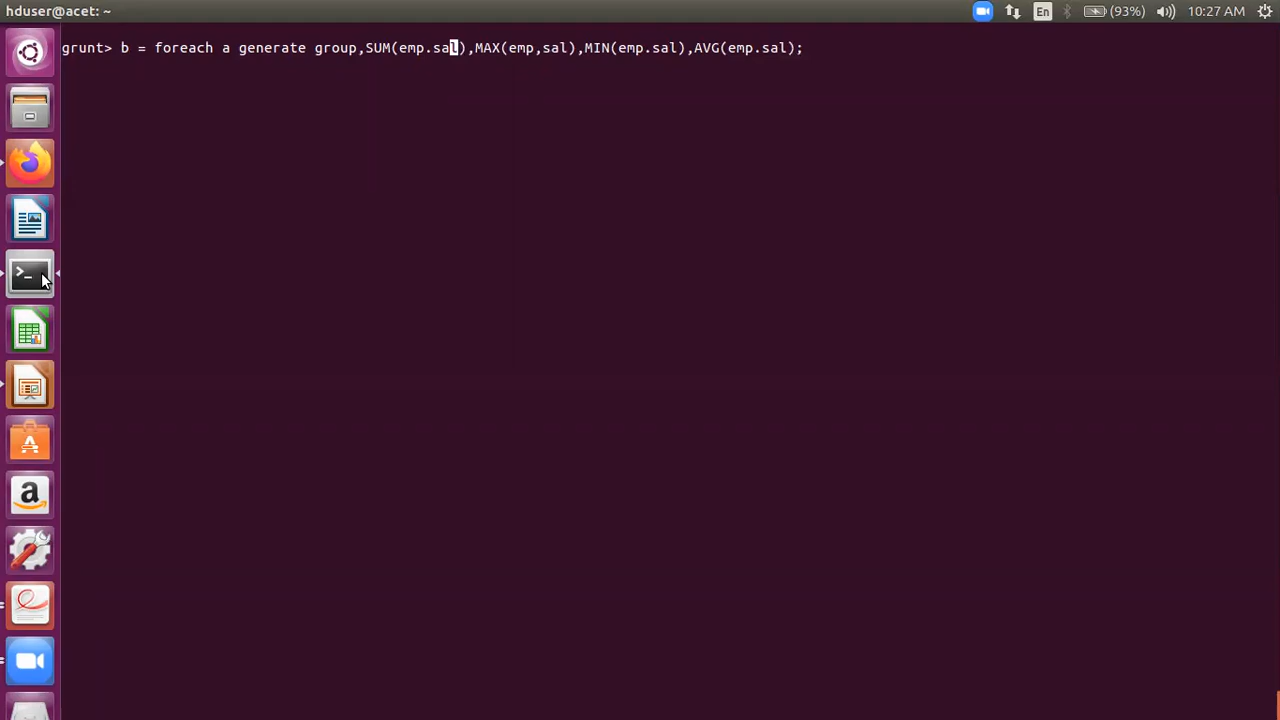 hduser@acet: ~
En
(93%)
10:27 AM
grunt> b = foreach a generate group,SUM(emp.sal),MAX(emp,sal),MIN(emp.sal),AVG(emp.sal);